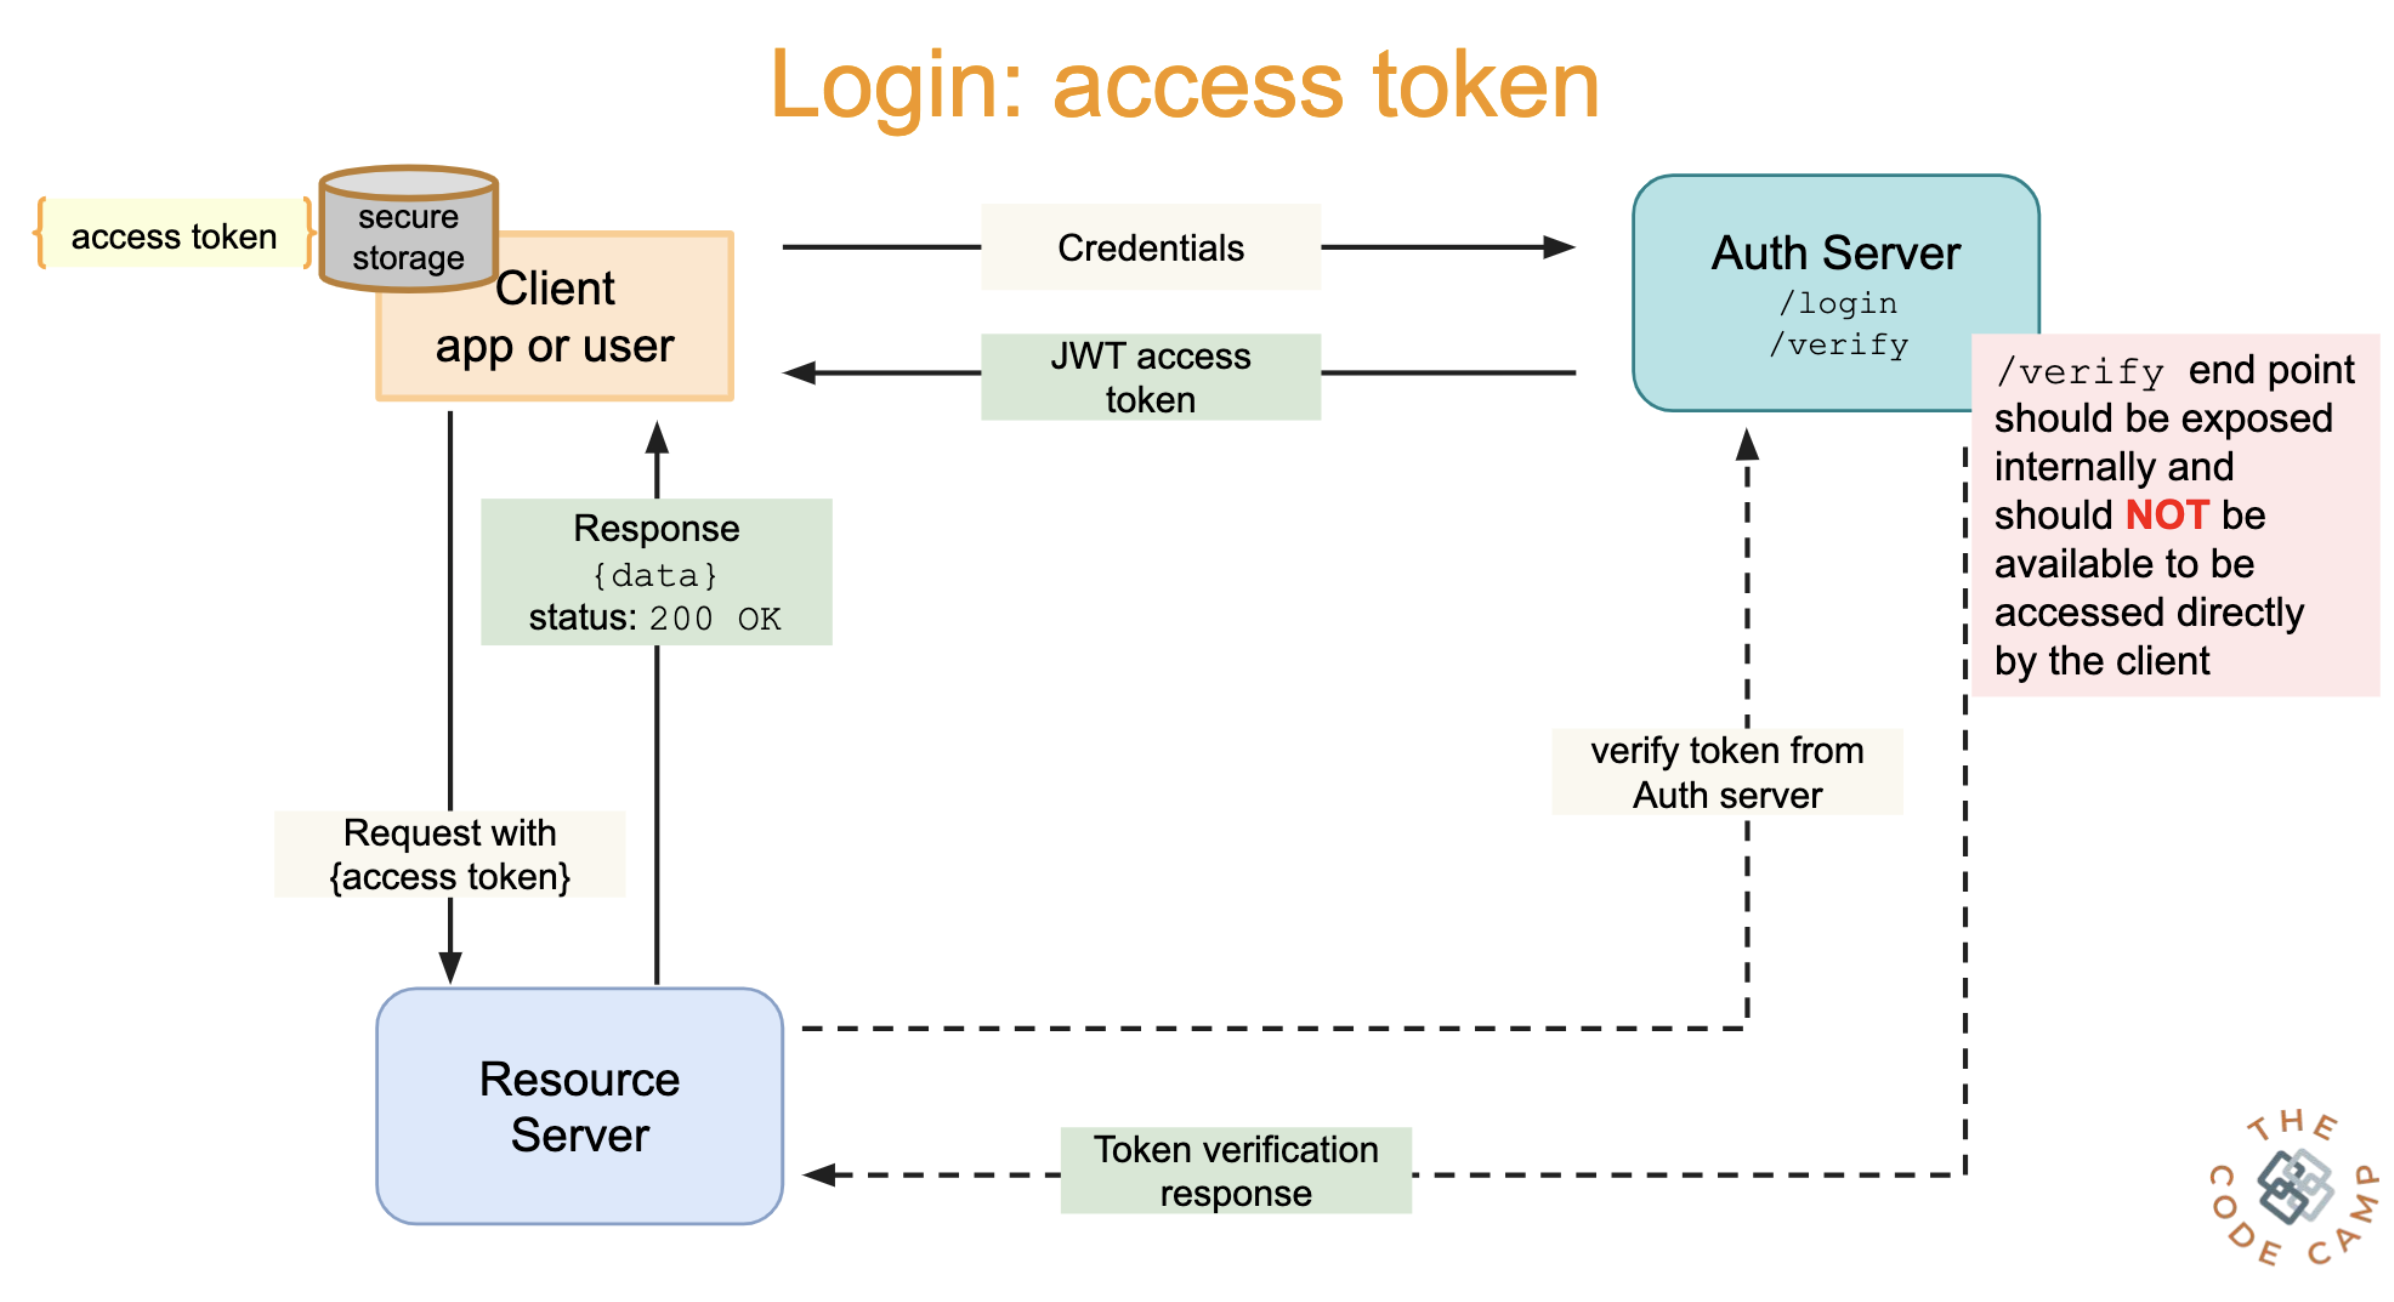 Login: access token
access token
secure
storage
Client
app or user
Credentials
JWT access
token
Auth Server
/login
/verify
/verify end point
should be exposed
internally and
should NOT be
available to be
accessed directly
by the client
Response
{data}
status: 200 OK
verify token from
Auth server
Request with
{access token}
Resource
Server
Token verification
response
THE
CODE CAMP